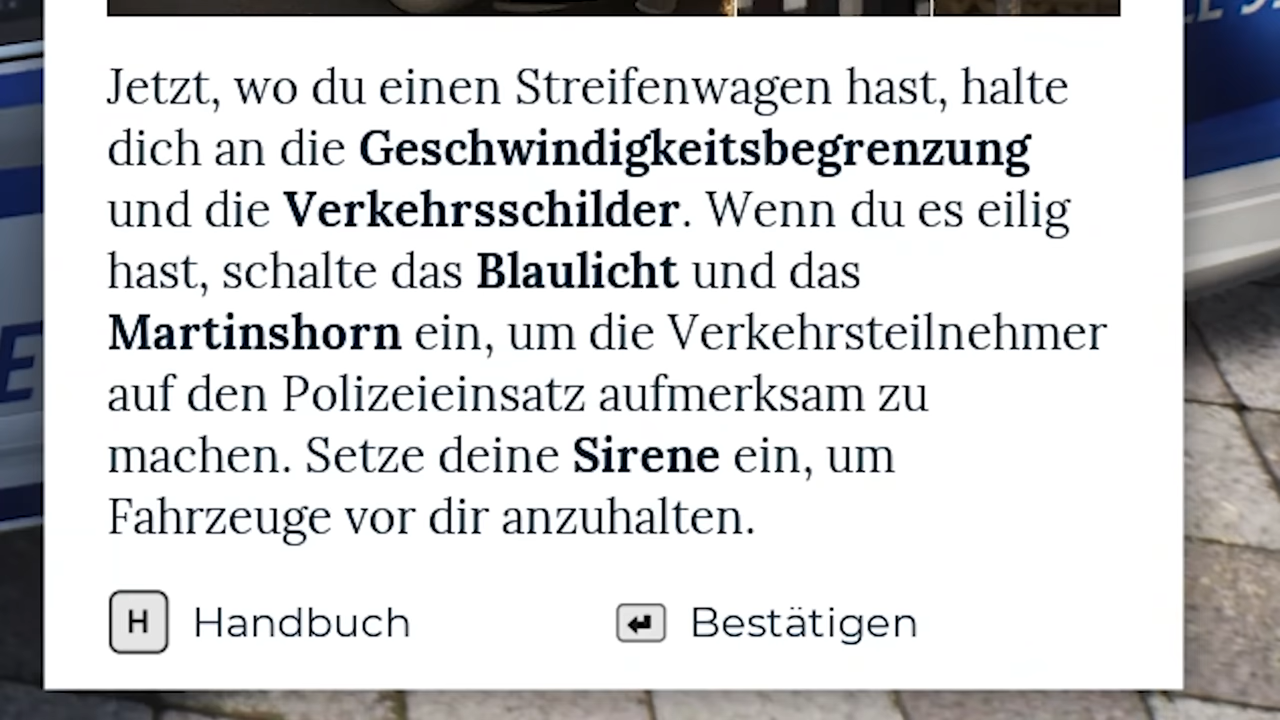 Jetzt, wo du einen Streifenwagen hast, halte
dich an die Geschwindigkeitsbegrenzung
und die Verkehrsschilder. Wenn du es eilig
hast, schalte das Blaulicht und das
Martinshorn ein, um die Verkehrsteilnehmer
auf den Polizeieinsatz aufmerksam zu
machen. Setze deine Sirene ein, um
Fahrzeuge vor dir anzuhalten.
H Handbuch
Bestätigen